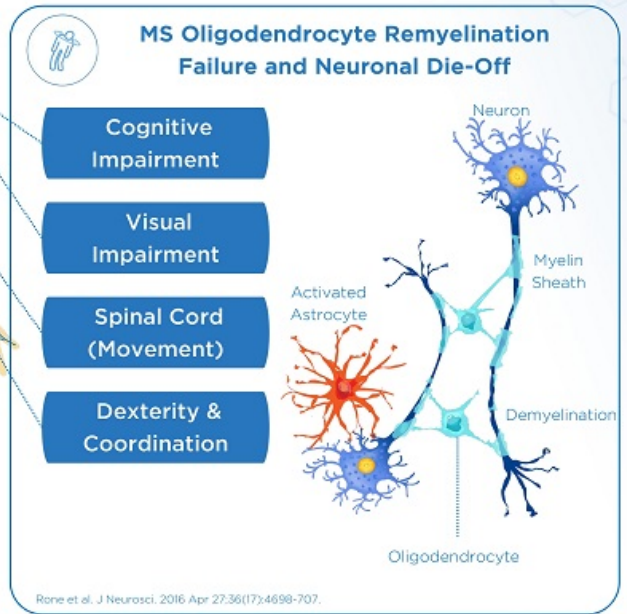 MS Oligodendrocyte Remyelination
Failure and Neuronal Die-Off
Cognitive
Impairment
Visual
Impairment
Spinal Cord
(Movement)
Dexterity &
Coordination
Neuron
Myelin
Sheath
Activated
Astrocyte
Demyelination
Oligodendrocyte
Rone et al. J Neurosci. 2016 Apr 27;36(17):4698-707.